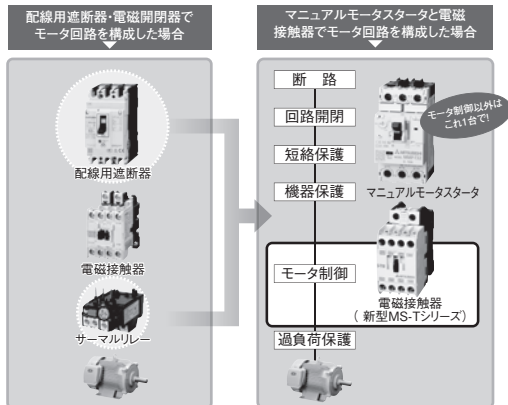 配線用遮断器・電磁開閉器で
モータ回路を構成した場合
配線用遮断器
電磁接触器
サーマルリレー
マニュアルモータスタータと電磁
接触器でモータ回路を構成した場合
断 路
回路開閉
短絡保護
機器保護
モータ制御以外は
これ1台で!
マニュアルモータスタータ
モータ制御
電磁接触器
( 新型MS-Tシリーズ)
過負荷保護